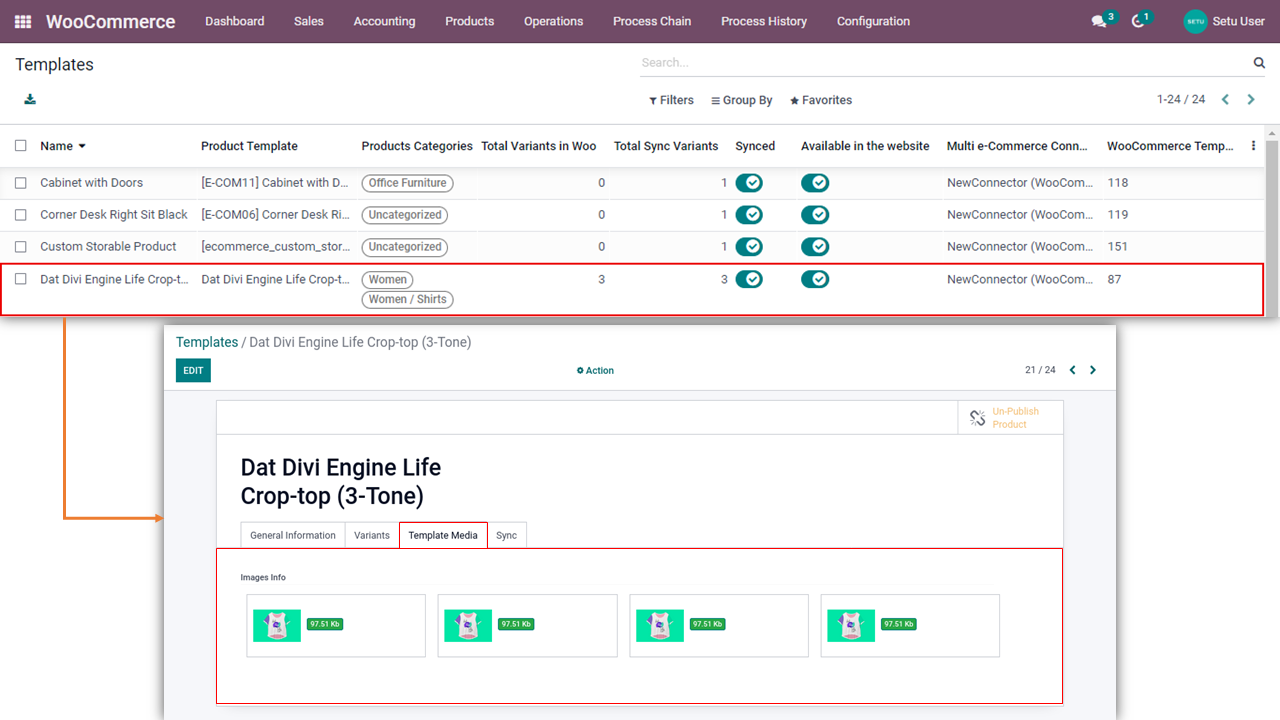 WooCommerce Dashboard Sales Accounting Products Operations Process Chain Process History Configuration 3 1 SETU Setu User
Templates Search...
Filters Group By Favorites 1-24 / 24
Name Product Template Products Categories Total Variants in Woo Total Sync Variants Synced Available in the website Multi e-Commerce Conn... WooCommerce Temp...
Cabinet with Doors [E-COM11] Cabinet with D... Office Furniture 0 1 NewConnector (WooCom... 118
Corner Desk Right Sit Black [E-COM06] Corner Desk Ri... Uncategorized 0 1 NewConnector (WooCom... 119
Custom Storable Product [ecommerce_custom_stor... Uncategorized 0 1 NewConnector (WooCom... 151
Dat Divi Engine Life Crop-t... Dat Divi Engine Life Crop-t... Women 3 3 NewConnector (WooCom... 87
Women / Shirts
Templates / Dat Divi Engine Life Crop-top (3-Tone)
EDIT Action 21 / 24
Un-Publish
Product
Dat Divi Engine Life
Crop-top (3-Tone)
General Information Variants Template Media Sync
Images Info
97.51 Kb 97.51 Kb 97.51 Kb 97.51 Kb